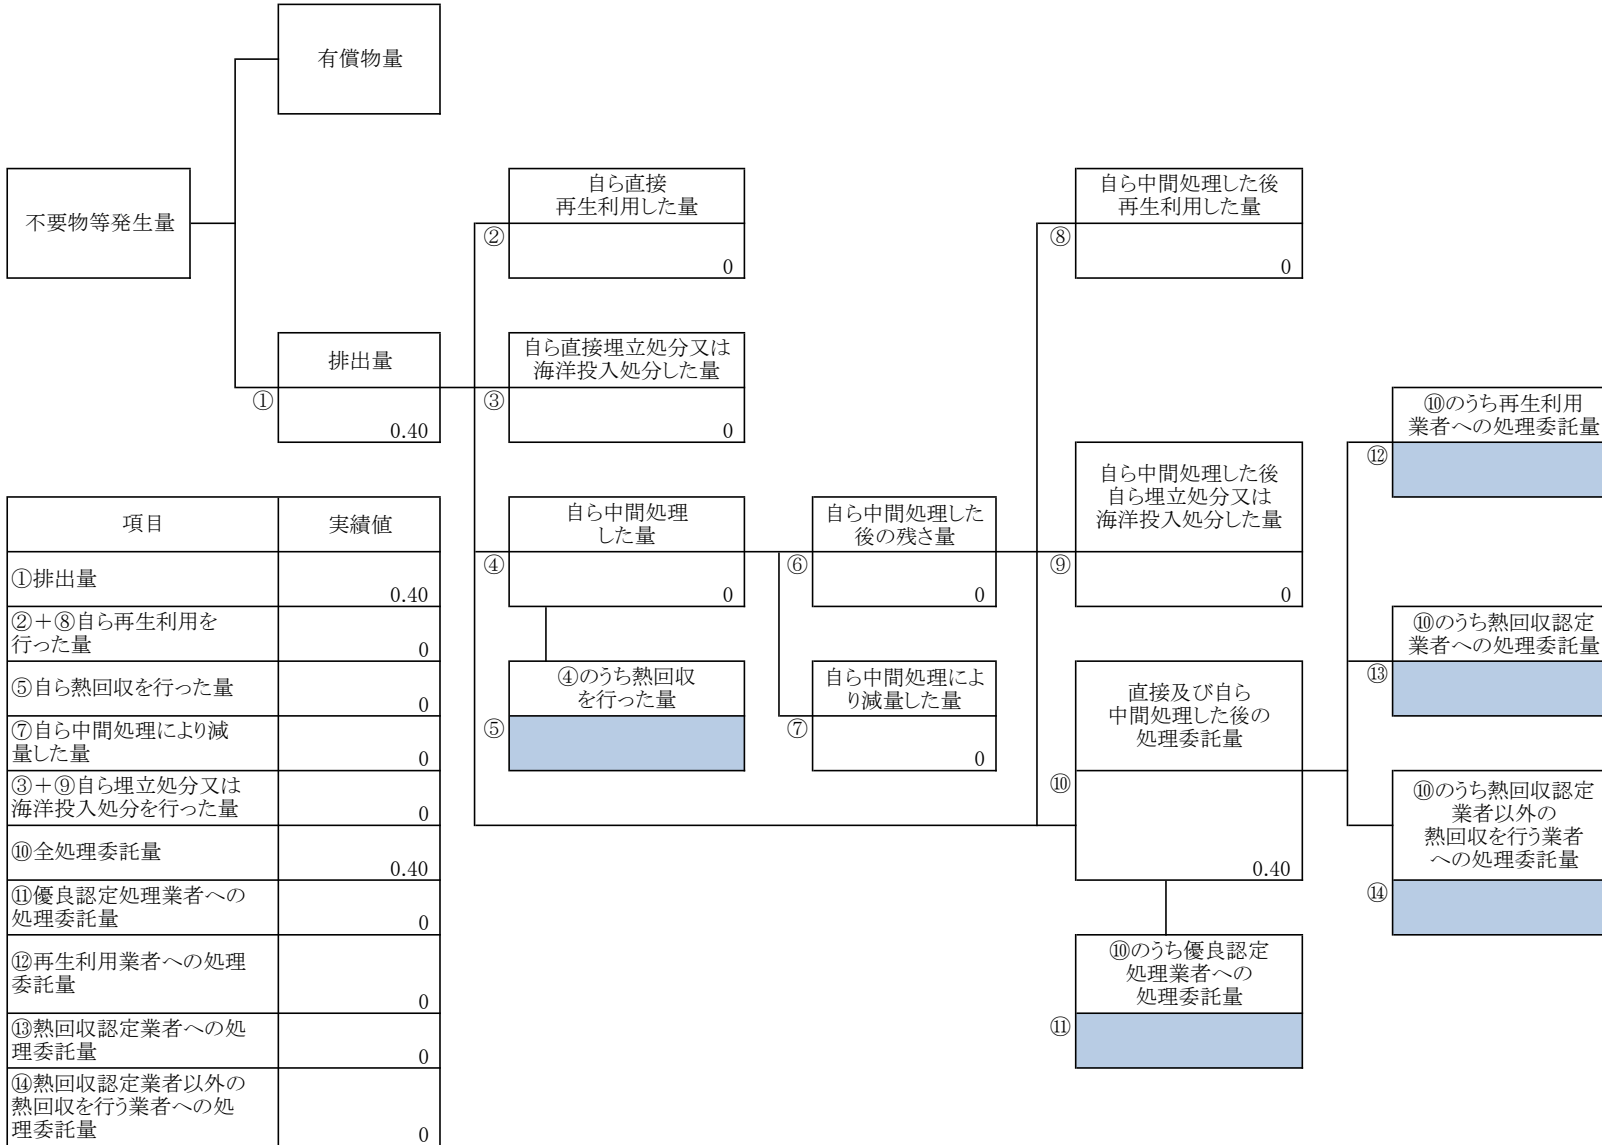 有償物量
不要物等発生量
自ら直接
再生利用した量
②
0
自ら中間処理した後
再生利用した量
⑧
0
排出量
①
0.40
自ら直接埋立処分又は
海洋投入処分した量
③
0
⑩のうち再生利用
業者への処理委託量
⑫
自ら中間処理した後
自ら埋立処分又は
海洋投入処分した量
⑨
0
自ら中間処理
した量
④
0
自ら中間処理した
後の残さ量
⑥
0
④のうち熱回収
を行った量
⑤
自ら中間処理によ
り減量した量
⑦
0
⑩のうち熱回収認定
業者への処理委託量
⑬
直接及び自ら
中間処理した後の
処理委託量
⑩
0.40
⑩のうち熱回収認定
業者以外の
熱回収を行う業者
への処理委託量
⑭
⑩のうち優良認定
処理業者への
処理委託量
⑪
項目 実績値
①排出量
0.40
②＋⑧自ら再生利用を
行った量
0
⑤自ら熱回収を行った量
0
⑦自ら中間処理により減
量した量
0
③＋⑨自ら埋立処分又は
海洋投入処分を行った量
0
⑩全処理委託量
0.40
⑪優良認定処理業者への
処理委託量
0
⑫再生利用業者への処理
委託量
0
⑬熱回収認定業者への処
理委託量
0
⑭熱回収認定業者以外の
熱回収を行う業者への処
理委託量
0